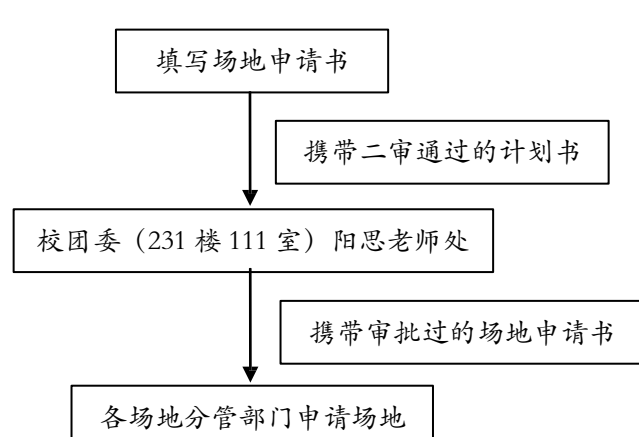 填写场地申请书
携带二审通过的计划书
校团委（231 楼 111 室）阳思老师处
携带审批过的场地申请书
各场地分管部门申请场地